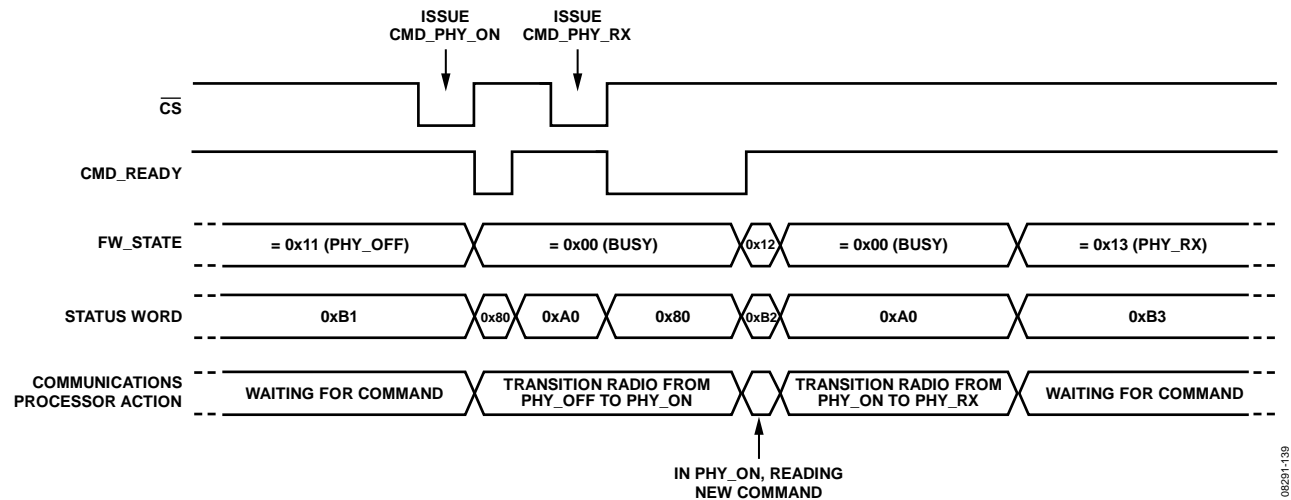 ISSUE
CMD_PHY_ON
ISSUE
CMD_PHY_RX
CS
CMD_READY
FW_STATE
= 0x11 (PHY_OFF)
= 0x00 (BUSY)
0x12
= 0x00 (BUSY)
= 0x13 (PHY_RX)
STATUS WORD
0xB1
0x80
0xA0
0x80
0xB2
0xA0
0xB3
COMMUNICATIONS
PROCESSOR ACTION
WAITING FOR COMMAND
TRANSITION RADIO FROM
PHY_OFF TO PHY_ON
TRANSITION RADIO FROM
PHY_ON TO PHY_RX
WAITING FOR COMMAND
IN PHY_ON, READING
NEW COMMAND
08291-139